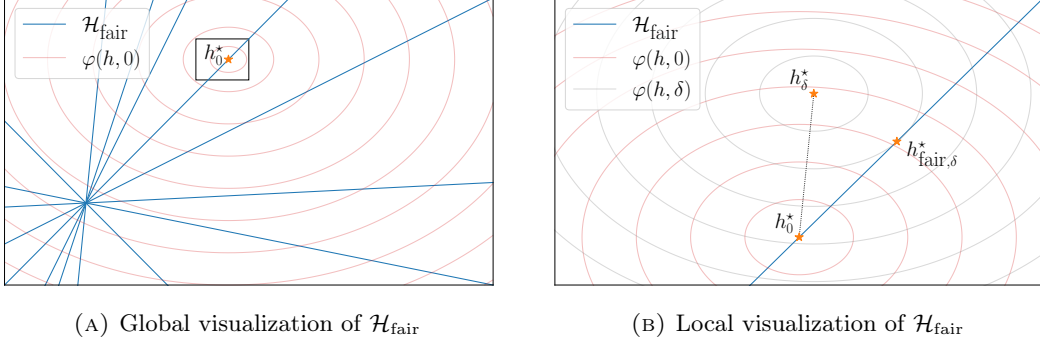 ℋ_fair
φ(h, 0)
h₀*
(A) Global visualization of ℋ_fair
ℋ_fair
φ(h, 0)
φ(h, δ)
h_δ*
h*_fair,δ
h₀*
(B) Local visualization of ℋ_fair